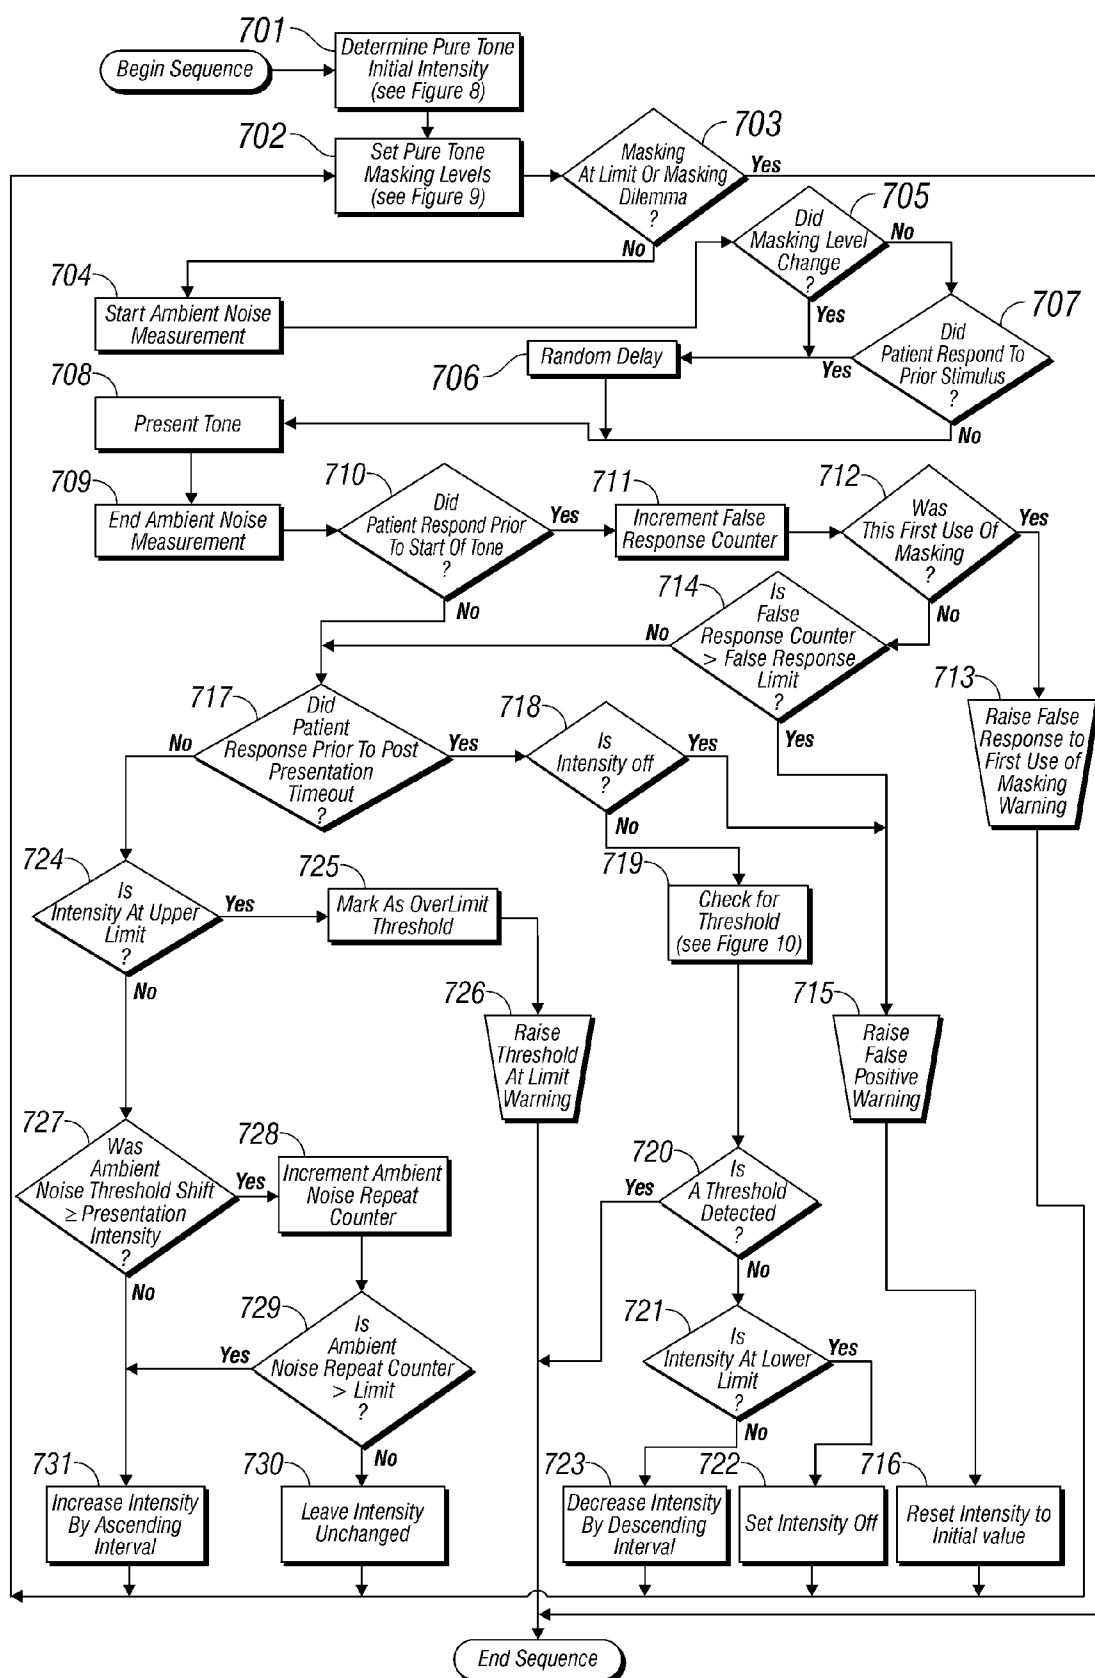 701
Begin Sequence
Determine Pure Tone
Initial Intensity
(see Figure 8)
702
Set Pure Tone
Masking Levels
(see Figure 9)
703
Masking
At Limit Or Masking
Dilemma
?
Yes
No
704
Start Ambient Noise
Measurement
705
Did
Masking Level
Change
?
No
Yes
706
Random Delay
707
Did
Patient Respond To
Prior Stimulus
?
Yes
No
708
Present Tone
709
End Ambient Noise
Measurement
710
Did
Patient Respond Prior
To Start Of Tone
?
Yes
No
711
Increment False
Response Counter
712
Was
This First Use Of
Masking
?
Yes
No
714
Is
False
Response Counter
> False Response
Limit
?
No
Yes
713
Raise False
Response to
First Use of
Masking
Warning
717
Did
Patient
Response Prior To Post
Presentation
Timeout
?
No
Yes
718
Is
Intensity off
?
Yes
No
724
Is
Intensity At Upper
Limit
?
Yes
No
725
Mark As OverLimit
Threshold
719
Check for
Threshold
(see Figure 10)
726
Raise
Threshold
At Limit
Warning
715
Raise
False
Positive
Warning
727
Was
Ambient
Noise Threshold Shift
≥ Presentation
Intensity
?
Yes
No
728
Increment Ambient
Noise Repeat
Counter
720
Is
A Threshold
Detected
?
Yes
No
729
Is
Ambient
Noise Repeat Counter
> Limit
?
Yes
No
721
Is
Intensity At Lower
Limit
?
Yes
No
731
Increase Intensity
By Ascending
Interval
730
Leave Intensity
Unchanged
723
Decrease Intensity
By Descending
Interval
722
Set Intensity Off
716
Reset Intensity to
Initial value
End Sequence